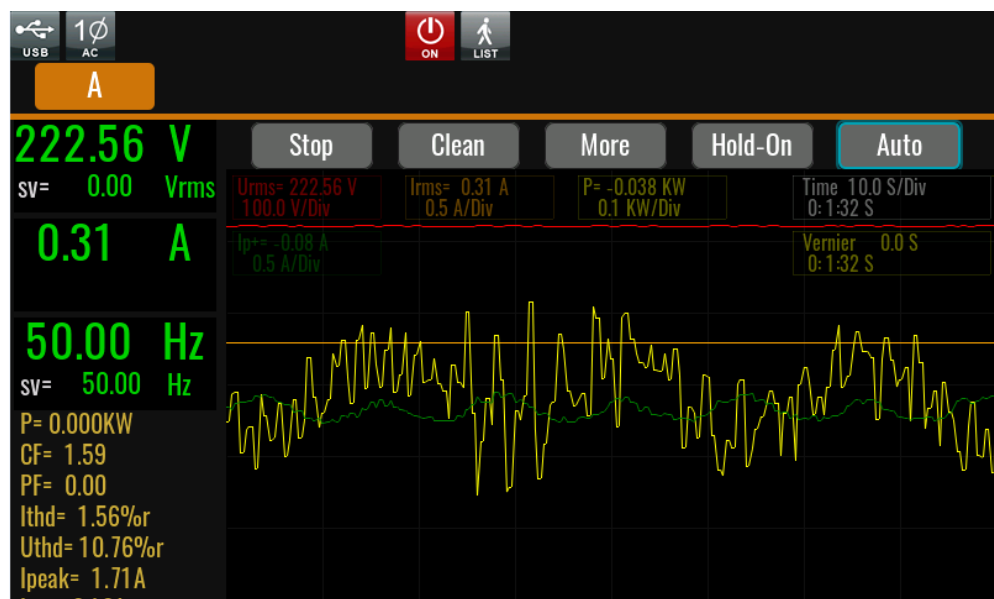 USB
1Ø
AC
ON
LIST
A
Stop
Clean
More
Hold-On
Auto
222.56 V
sv= 0.00 Vrms
0.31 A
50.00 Hz
sv= 50.00 Hz
P= 0.000KW
CF= 1.59
PF= 0.00
Ithd= 1.56%r
Uthd= 10.76%r
Ipeak= 1.71A
Urms= 222.56 V
100.0 V/Div
Irms= 0.31 A
0.5 A/Div
P= -0.038 KW
0.1 KW/Div
Time 10.0 S/Div
0: 1:32 S
Ip+= -0.08 A
0.5 A/Div
Vernier 0.0 S
0: 1:32 S